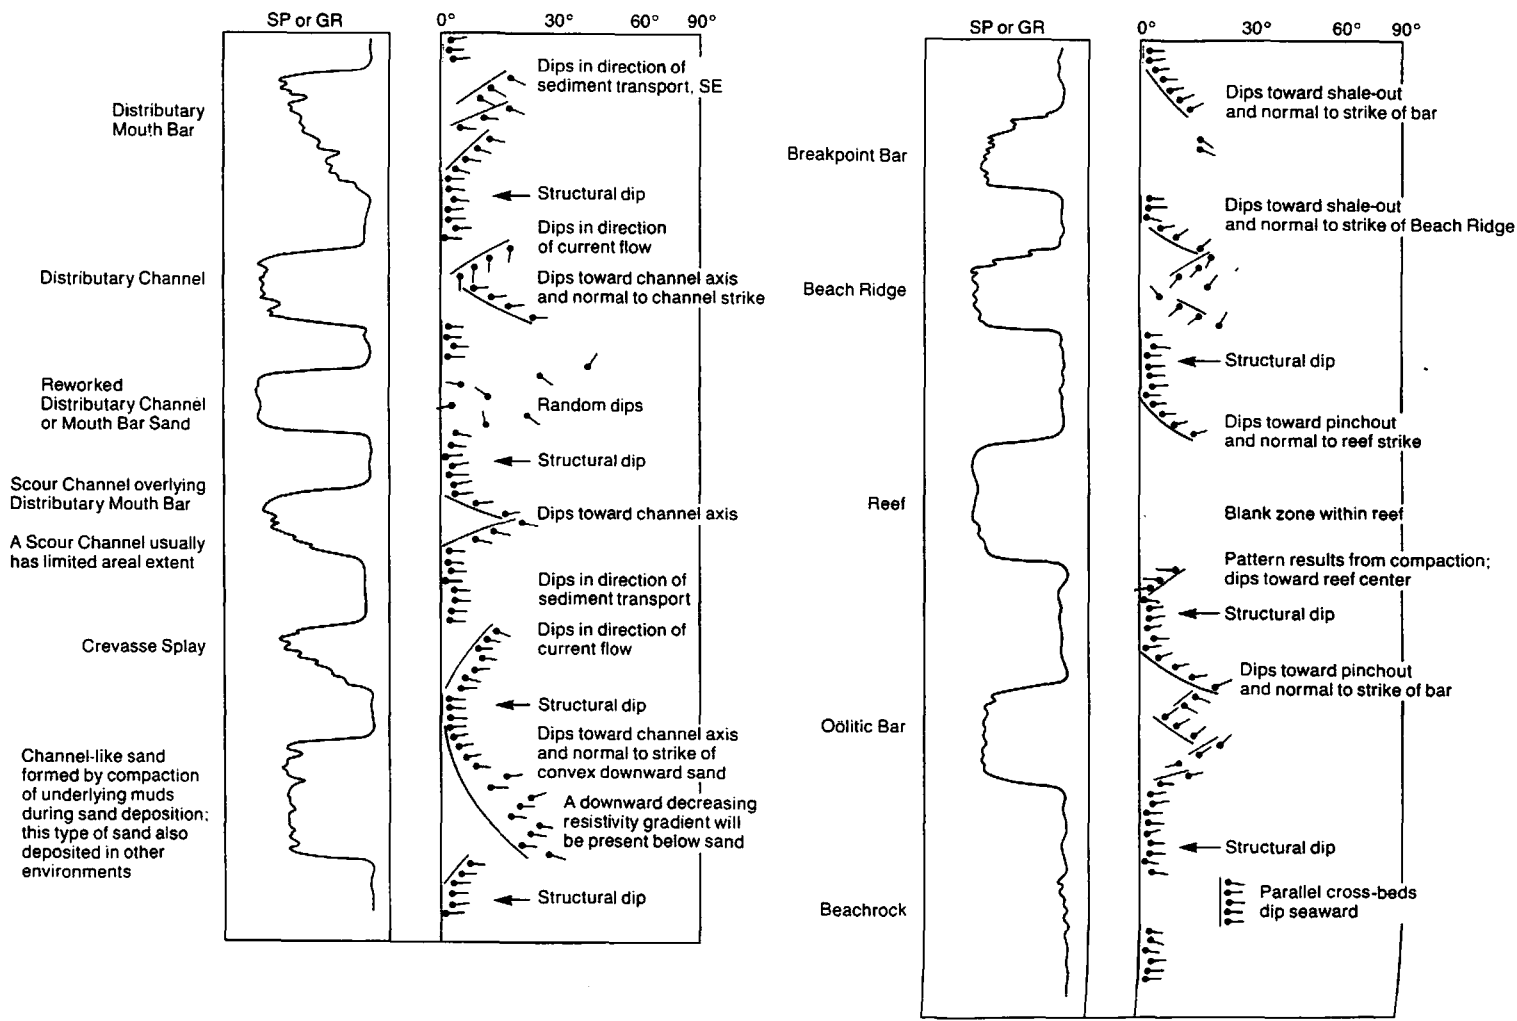 SP or GR
0° 30° 60° 90°
Distributary
Mouth Bar
Dips in direction of
sediment transport, SE
Structural dip
Distributary Channel
Dips in direction
of current flow
Dips toward channel axis
and normal to channel strike
Reworked
Distributary Channel
or Mouth Bar Sand
Random dips
Structural dip
Scour Channel overlying
Distributary Mouth Bar
Dips toward channel axis
A Scour Channel usually
has limited areal extent
Dips in direction of
sediment transport
Crevasse Splay
Dips in direction of
current flow
Structural dip
Channel-like sand
formed by compaction
of underlying muds
during sand deposition;
this type of sand also
deposited in other
environments
Dips toward channel axis
and normal to strike of
convex downward sand
A downward decreasing
resistivity gradient will
be present below sand
Structural dip
SP or GR
0° 30° 60° 90°
Breakpoint Bar
Dips toward shale-out
and normal to strike of bar
Beach Ridge
Dips toward shale-out
and normal to strike of Beach Ridge
Structural dip
Reef
Dips toward pinchout
and normal to reef strike
Blank zone within reef
Pattern results from compaction;
dips toward reef center
Structural dip
Oölitic Bar
Dips toward pinchout
and normal to strike of bar
Structural dip
Beachrock
Parallel cross-beds
dip seaward